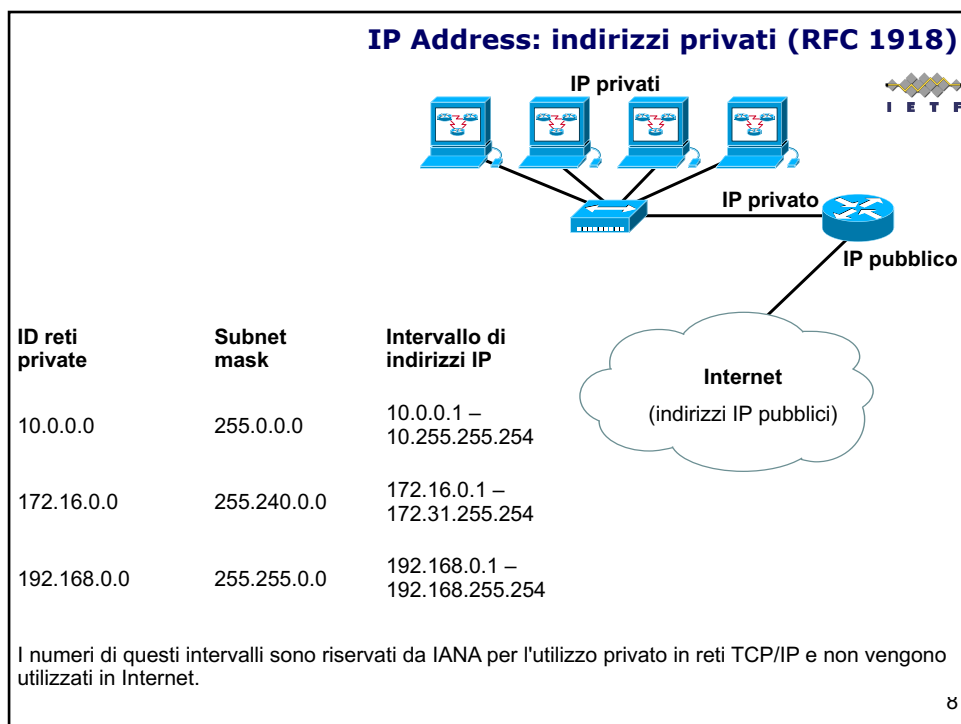 IP Address: indirizzi privati (RFC 1918)
IP privati
I E T F
IP privato
IP pubblico
Internet
(indirizzi IP pubblici)
ID reti private
Subnet mask
Intervallo di indirizzi IP
10.0.0.0
255.0.0.0
10.0.0.1 –
10.255.255.254
172.16.0.0
255.240.0.0
172.16.0.1 –
172.31.255.254
192.168.0.0
255.255.0.0
192.168.0.1 –
192.168.255.254
I numeri di questi intervalli sono riservati da IANA per l'utilizzo privato in reti TCP/IP e non vengono
utilizzati in Internet.
8